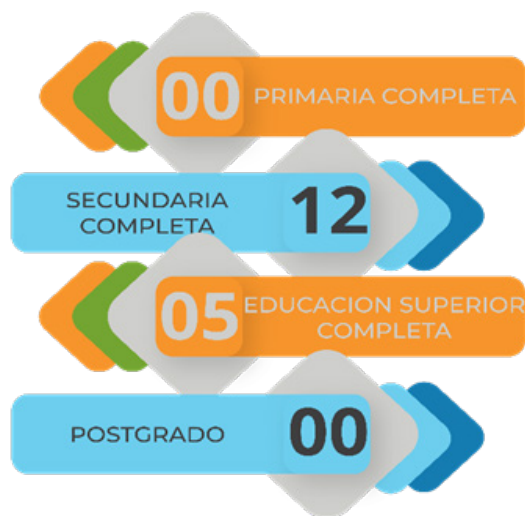 00 PRIMARIA COMPLETA
SECUNDARIA
COMPLETA
12
05
EDUCACION SUPERIOR
COMPLETA
POSTGRADO 00